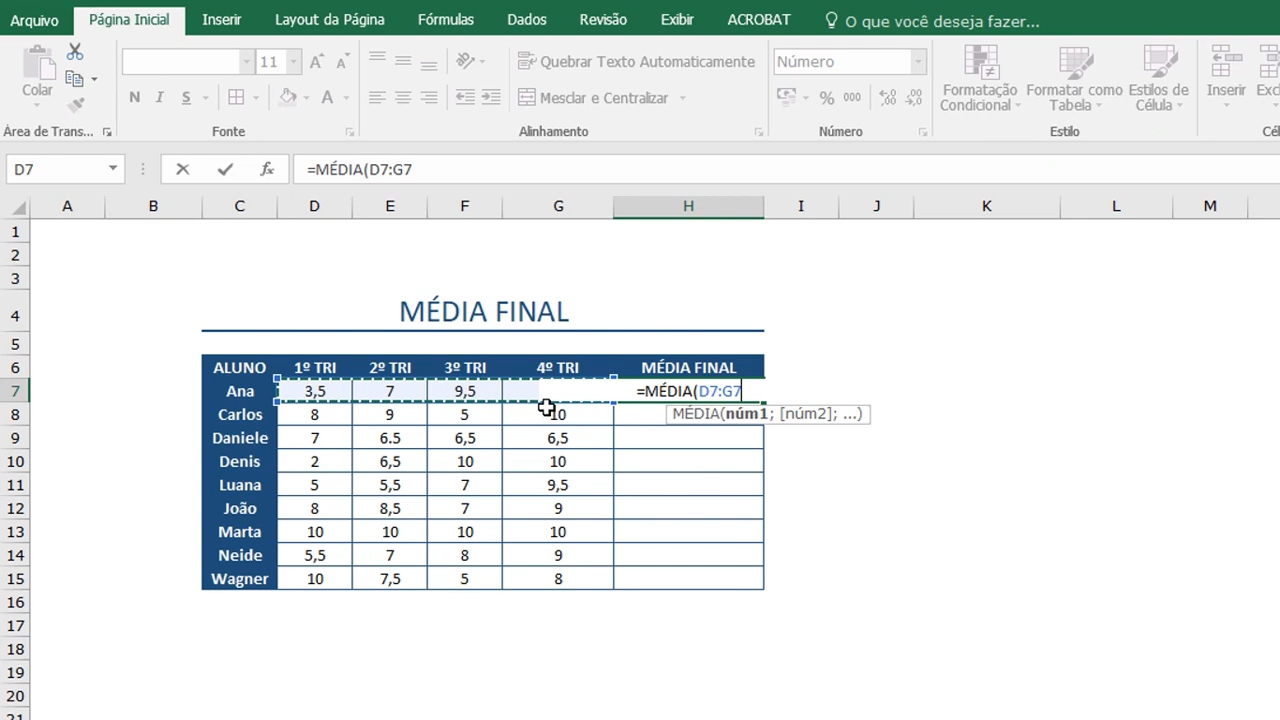 Arquivo Página Inicial Inserir Layout da Página Fórmulas Dados Revisão Exibir ACROBAT O que você deseja fazer...
11 A A Quebrar Texto Automaticamente Número
Colar N I S A Mesclar e Centralizar % 000 Formatação Condicional Formatar como Tabela Estilos de Célula Inserir
Área de Trans... Fonte Alinhamento Número Estilo
D7 fx =MÉDIA(D7:G7
A B C D E F G H I J K L M
1
2
3
4 MÉDIA FINAL
5
6 ALUNO 1º TRI 2º TRI 3º TRI 4º TRI MÉDIA FINAL
7 Ana 3,5 7 9,5 =MÉDIA(D7:G7
8 Carlos 8 9 5 10 MÉDIA(núm1; [núm2]; ...)
9 Daniele 7 6.5 6,5 6,5
10 Denis 2 6,5 10 10
11 Luana 5 5,5 7 9,5
12 João 8 8,5 7 9
13 Marta 10 10 10 10
14 Neide 5,5 7 8 9
15 Wagner 10 7,5 5 8
16
17
18
19
20